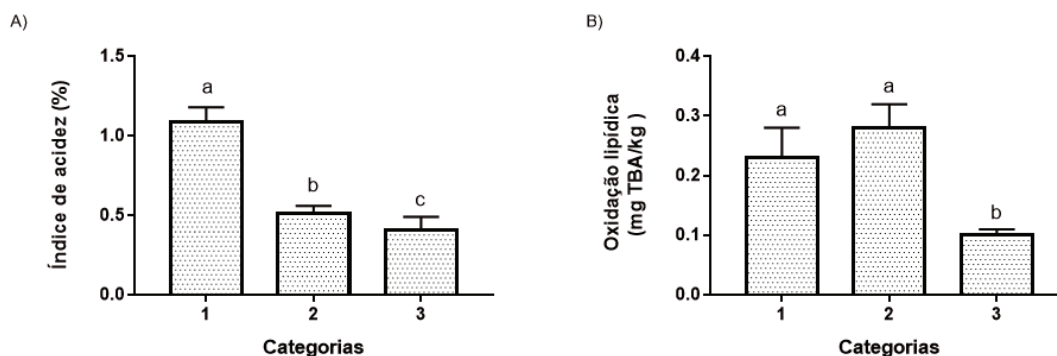 A)
Índice de acidez (%)
1.5
1.0
0.5
0.0
a
b
c
1 2 3
Categorias
B)
Oxidação lipídica
(mg TBA/kg )
0.4
0.3
0.2
0.1
0.0
a
a
b
1 2 3
Categorias